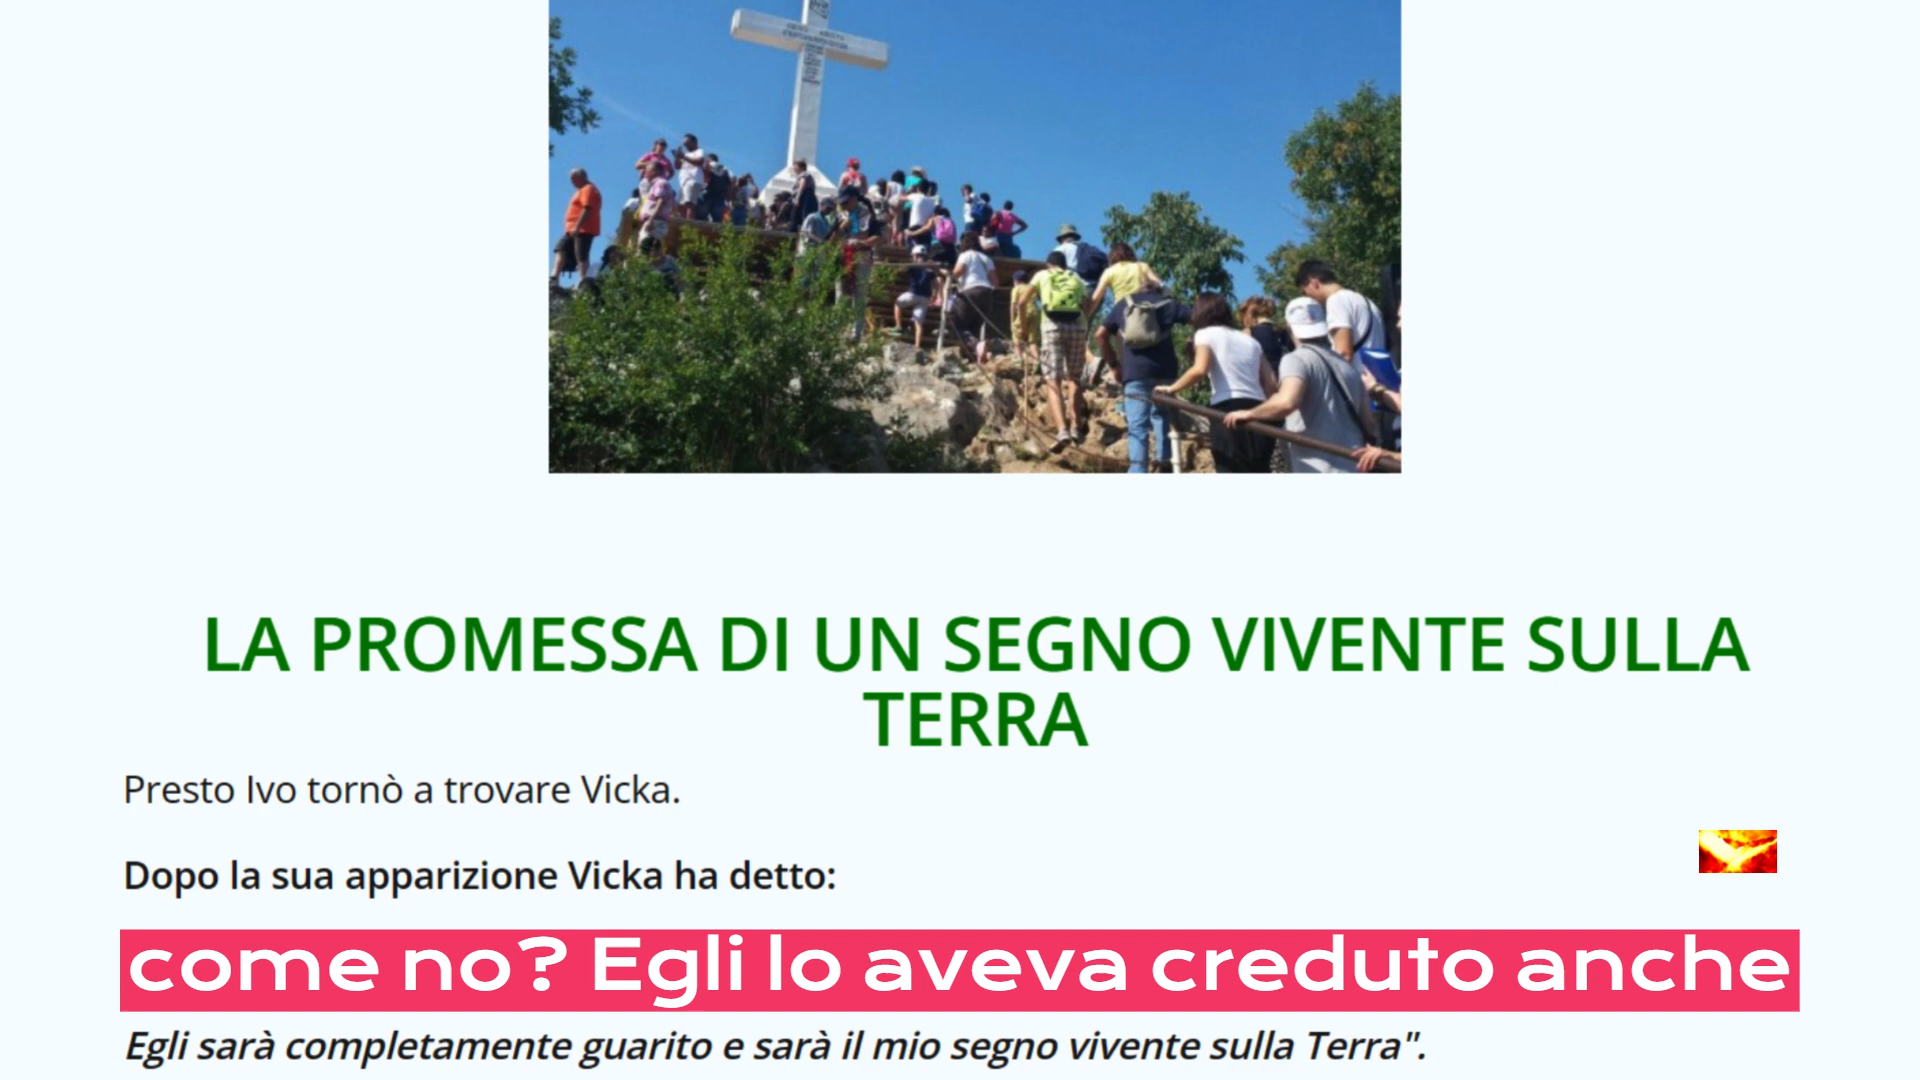 LA PROMESSA DI UN SEGNO VIVENTE SULLA
TERRA
Presto Ivo tornò a trovare Vicka.
Dopo la sua apparizione Vicka ha detto:
come no? Egli lo aveva creduto anche
Egli sarà completamente guarito e sarà il mio segno vivente sulla Terra".